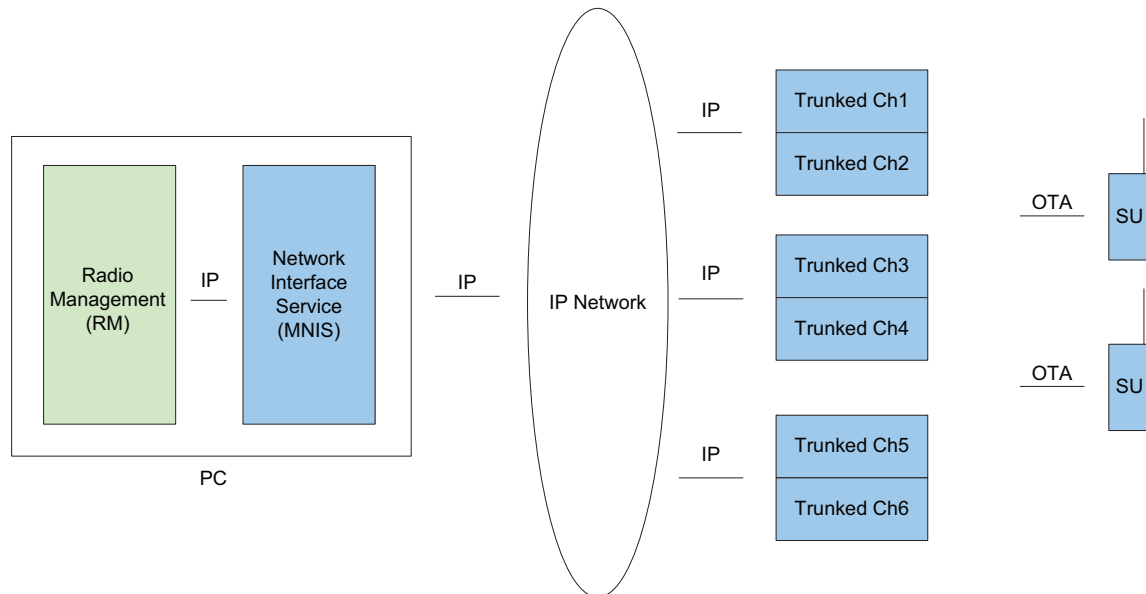 Radio
Management
(RM)
IP
Network
Interface
Service
(MNIS)
PC
IP
IP Network
IP
Trunked Ch1
Trunked Ch2
IP
Trunked Ch3
Trunked Ch4
IP
Trunked Ch5
Trunked Ch6
OTA
SU
OTA
SU